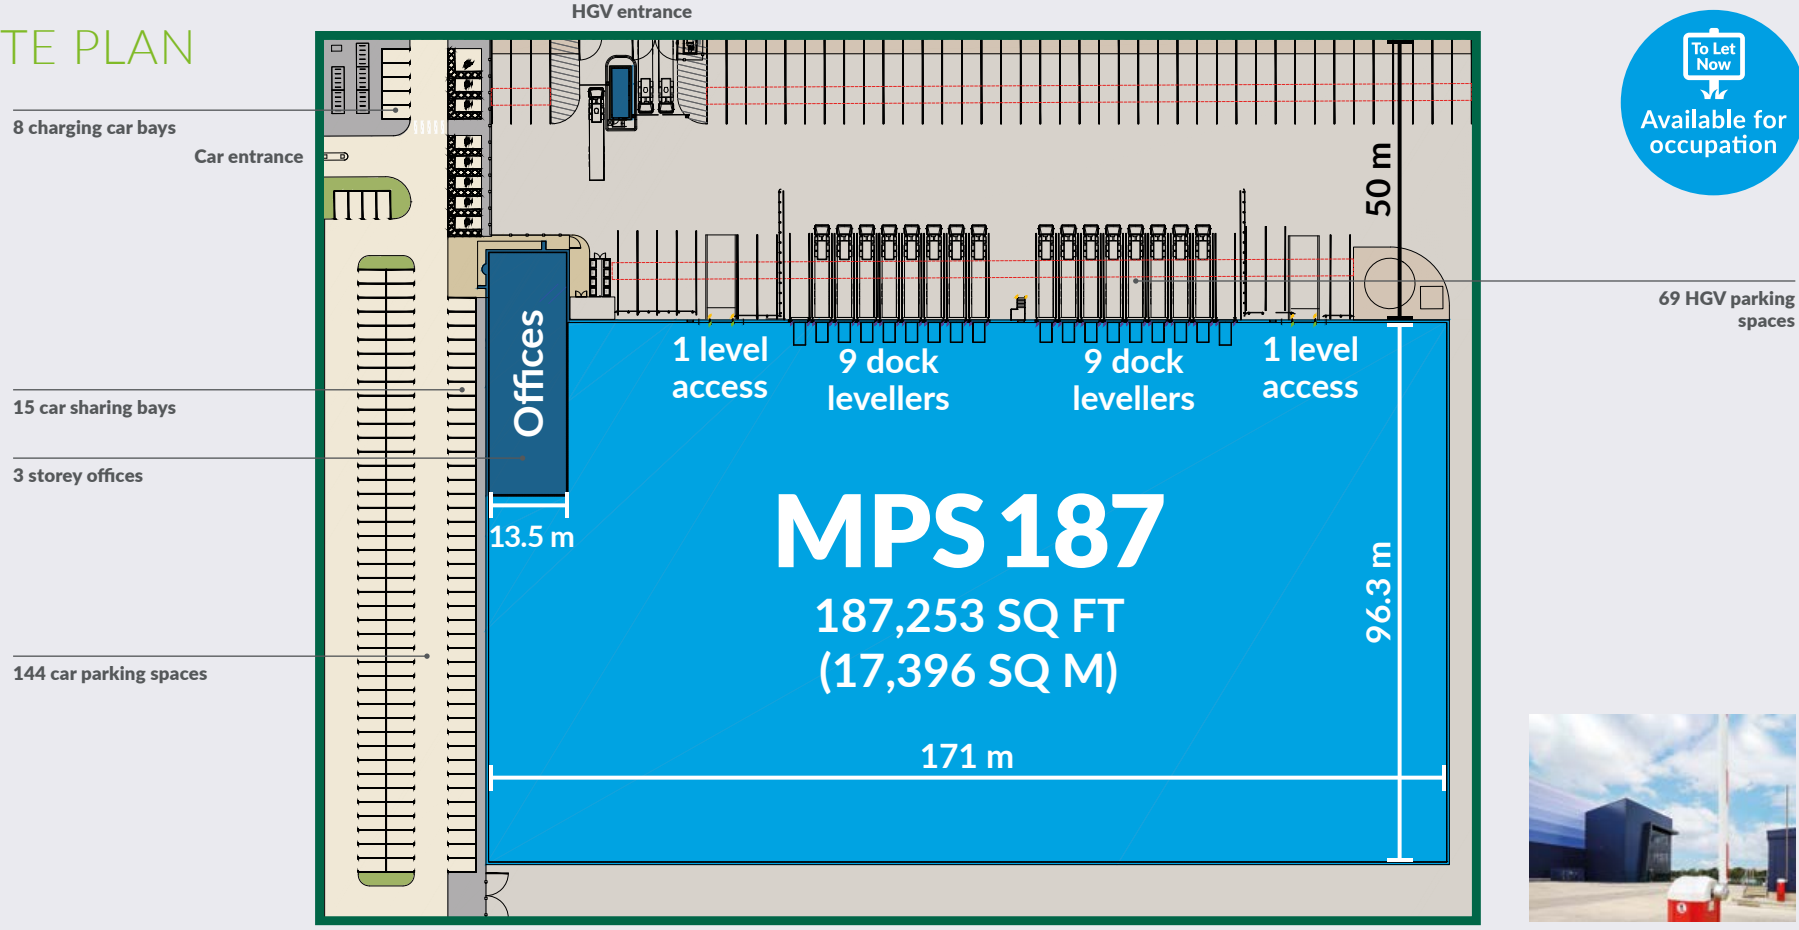 HGV entrance
TE PLAN
To Let
Now
Available for
occupation
8 charging car bays
Car entrance
50 m
69 HGV parking
spaces
Offices
1 level
access
9 dock
levellers
9 dock
levellers
1 level
access
15 car sharing bays
3 storey offices
13.5 m
MPS 187
187,253 SQ FT
(17,396 SQ M)
96.3 m
144 car parking spaces
171 m